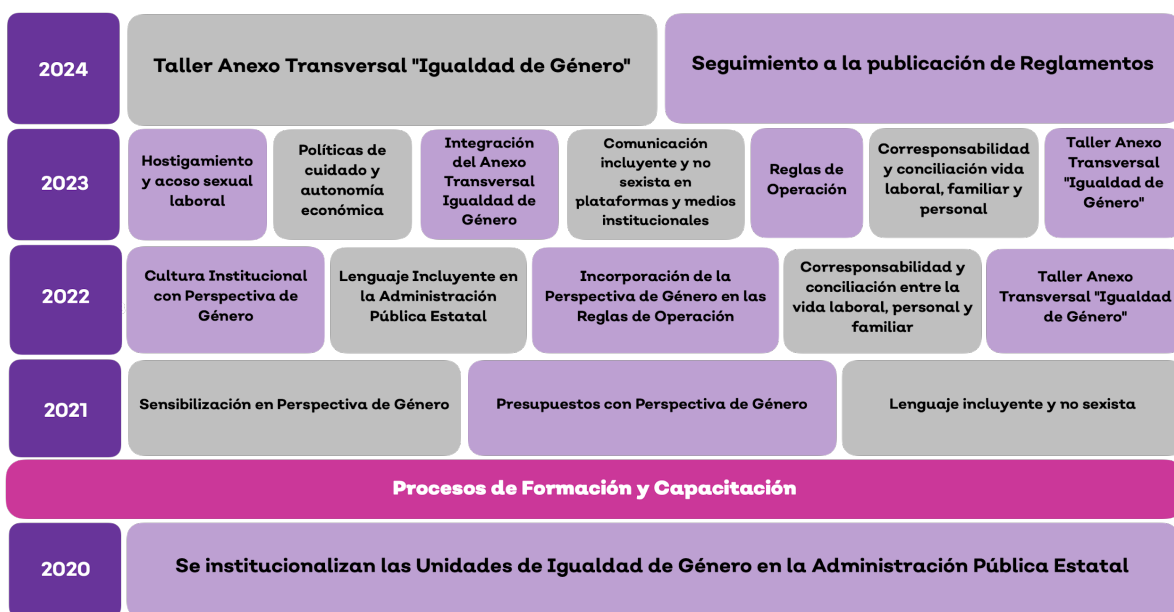 2024
Taller Anexo Transversal "Igualdad de Género"
Seguimiento a la publicación de Reglamentos
2023
Hostigamiento
y acoso sexual
laboral
Políticas de
cuidado y
autonomía
económica
Integración
del Anexo
Transversal
Igualdad de
Género
Comunicación
incluyente y no
sexista en
plataformas y medios
institucionales
Reglas de
Operación
Corresponsabilidad
y conciliación vida
laboral, familiar y
personal
Taller Anexo
Transversal
"Igualdad de
Género"
2022
Cultura Institucional
con Perspectiva de
Género
Lenguaje Incluyente en
la Administración
Pública Estatal
Incorporación de la
Perspectiva de Género en las
Reglas de Operación
Corresponsabilidad y
conciliación entre la
vida laboral, personal y
familiar
Taller Anexo
Transversal "Igualdad
de Género"
2021
Sensibilización en Perspectiva de Género
Presupuestos con Perspectiva de Género
Lenguaje incluyente y no sexista
Procesos de Formación y Capacitación
2020
Se institucionalizan las Unidades de Igualdad de Género en la Administración Pública Estatal